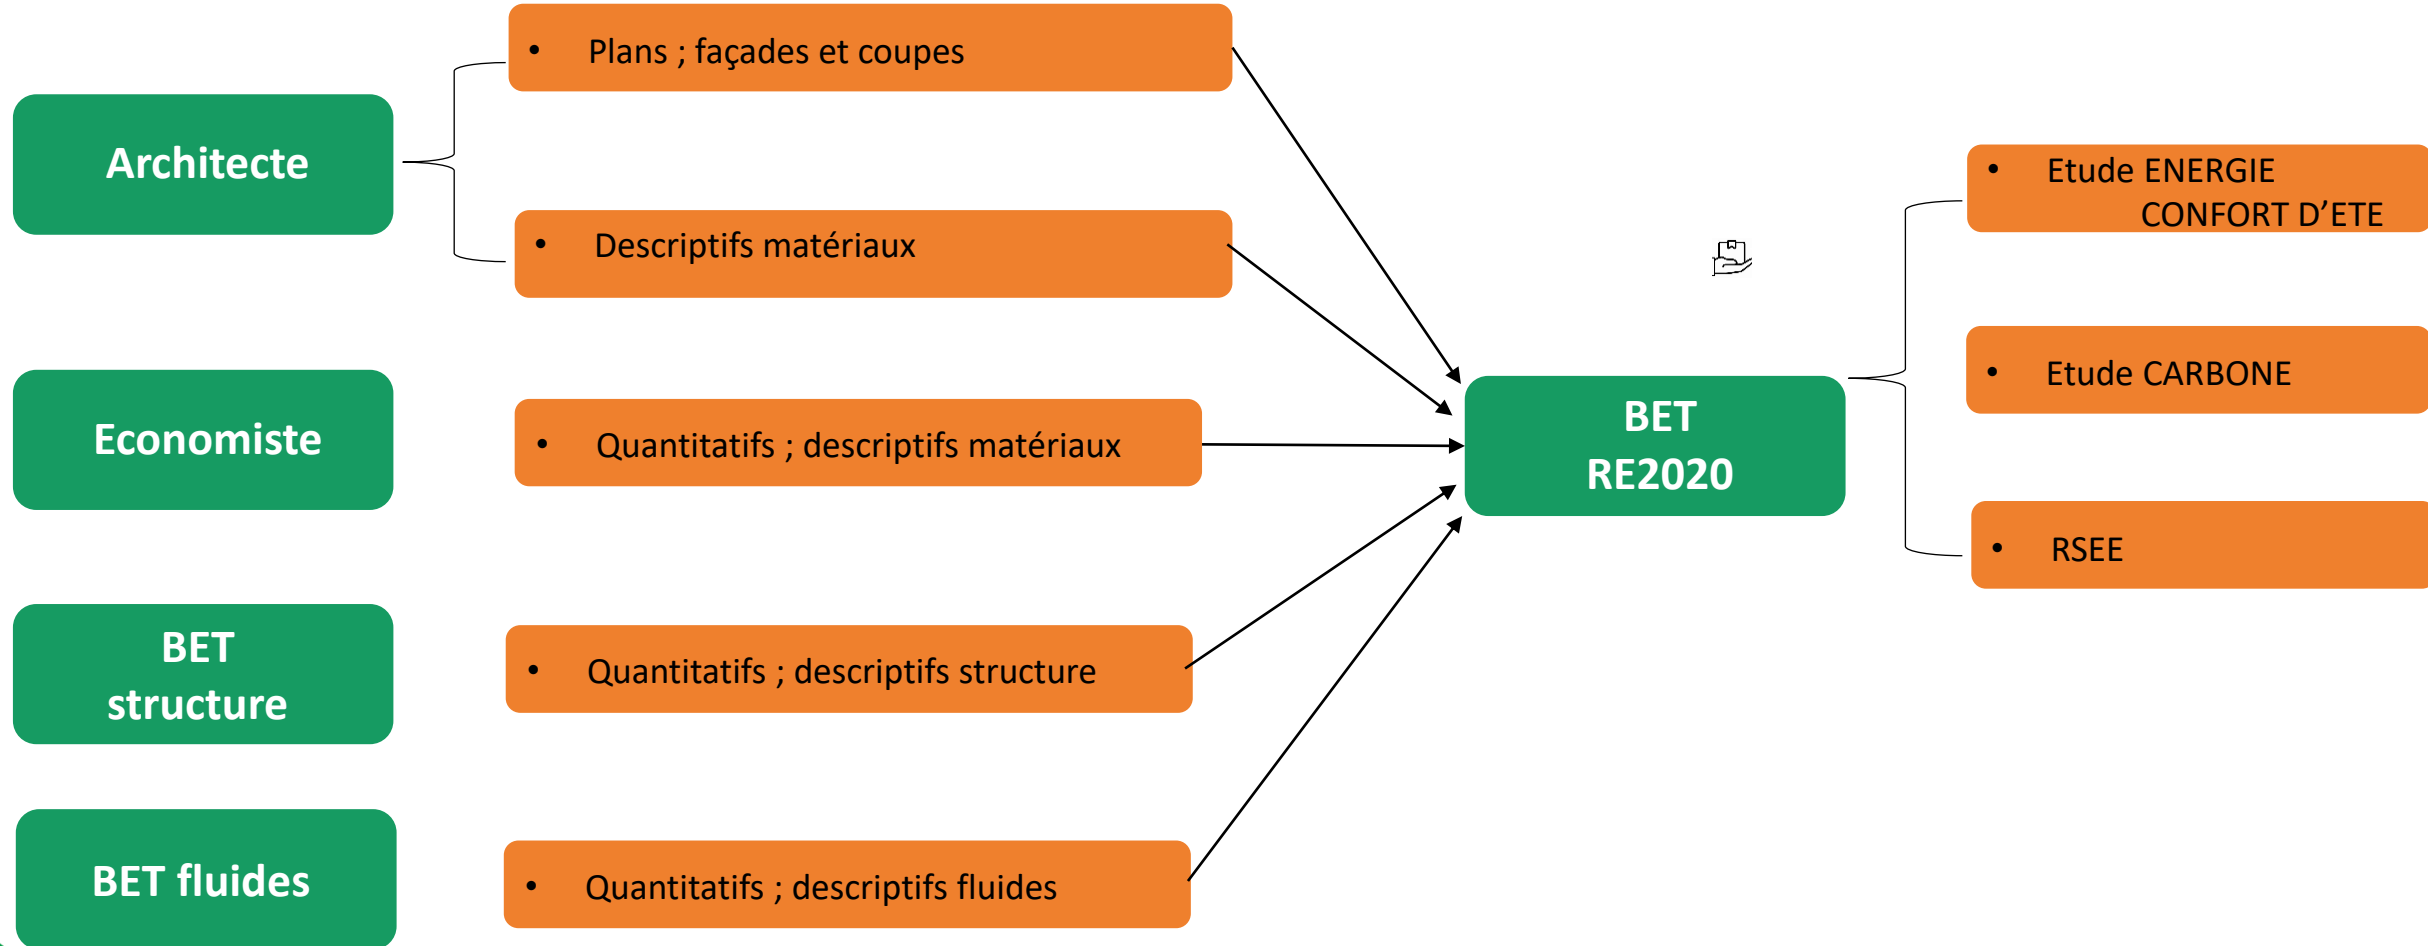 Architecte
• Plans ; façades et coupes
• Descriptifs matériaux
Economiste
• Quantitatifs ; descriptifs matériaux
BET
structure
• Quantitatifs ; descriptifs structure
BET fluides
• Quantitatifs ; descriptifs fluides
BET
RE2020
• Etude ENERGIE
CONFORT D’ETE
• Etude CARBONE
• RSEE